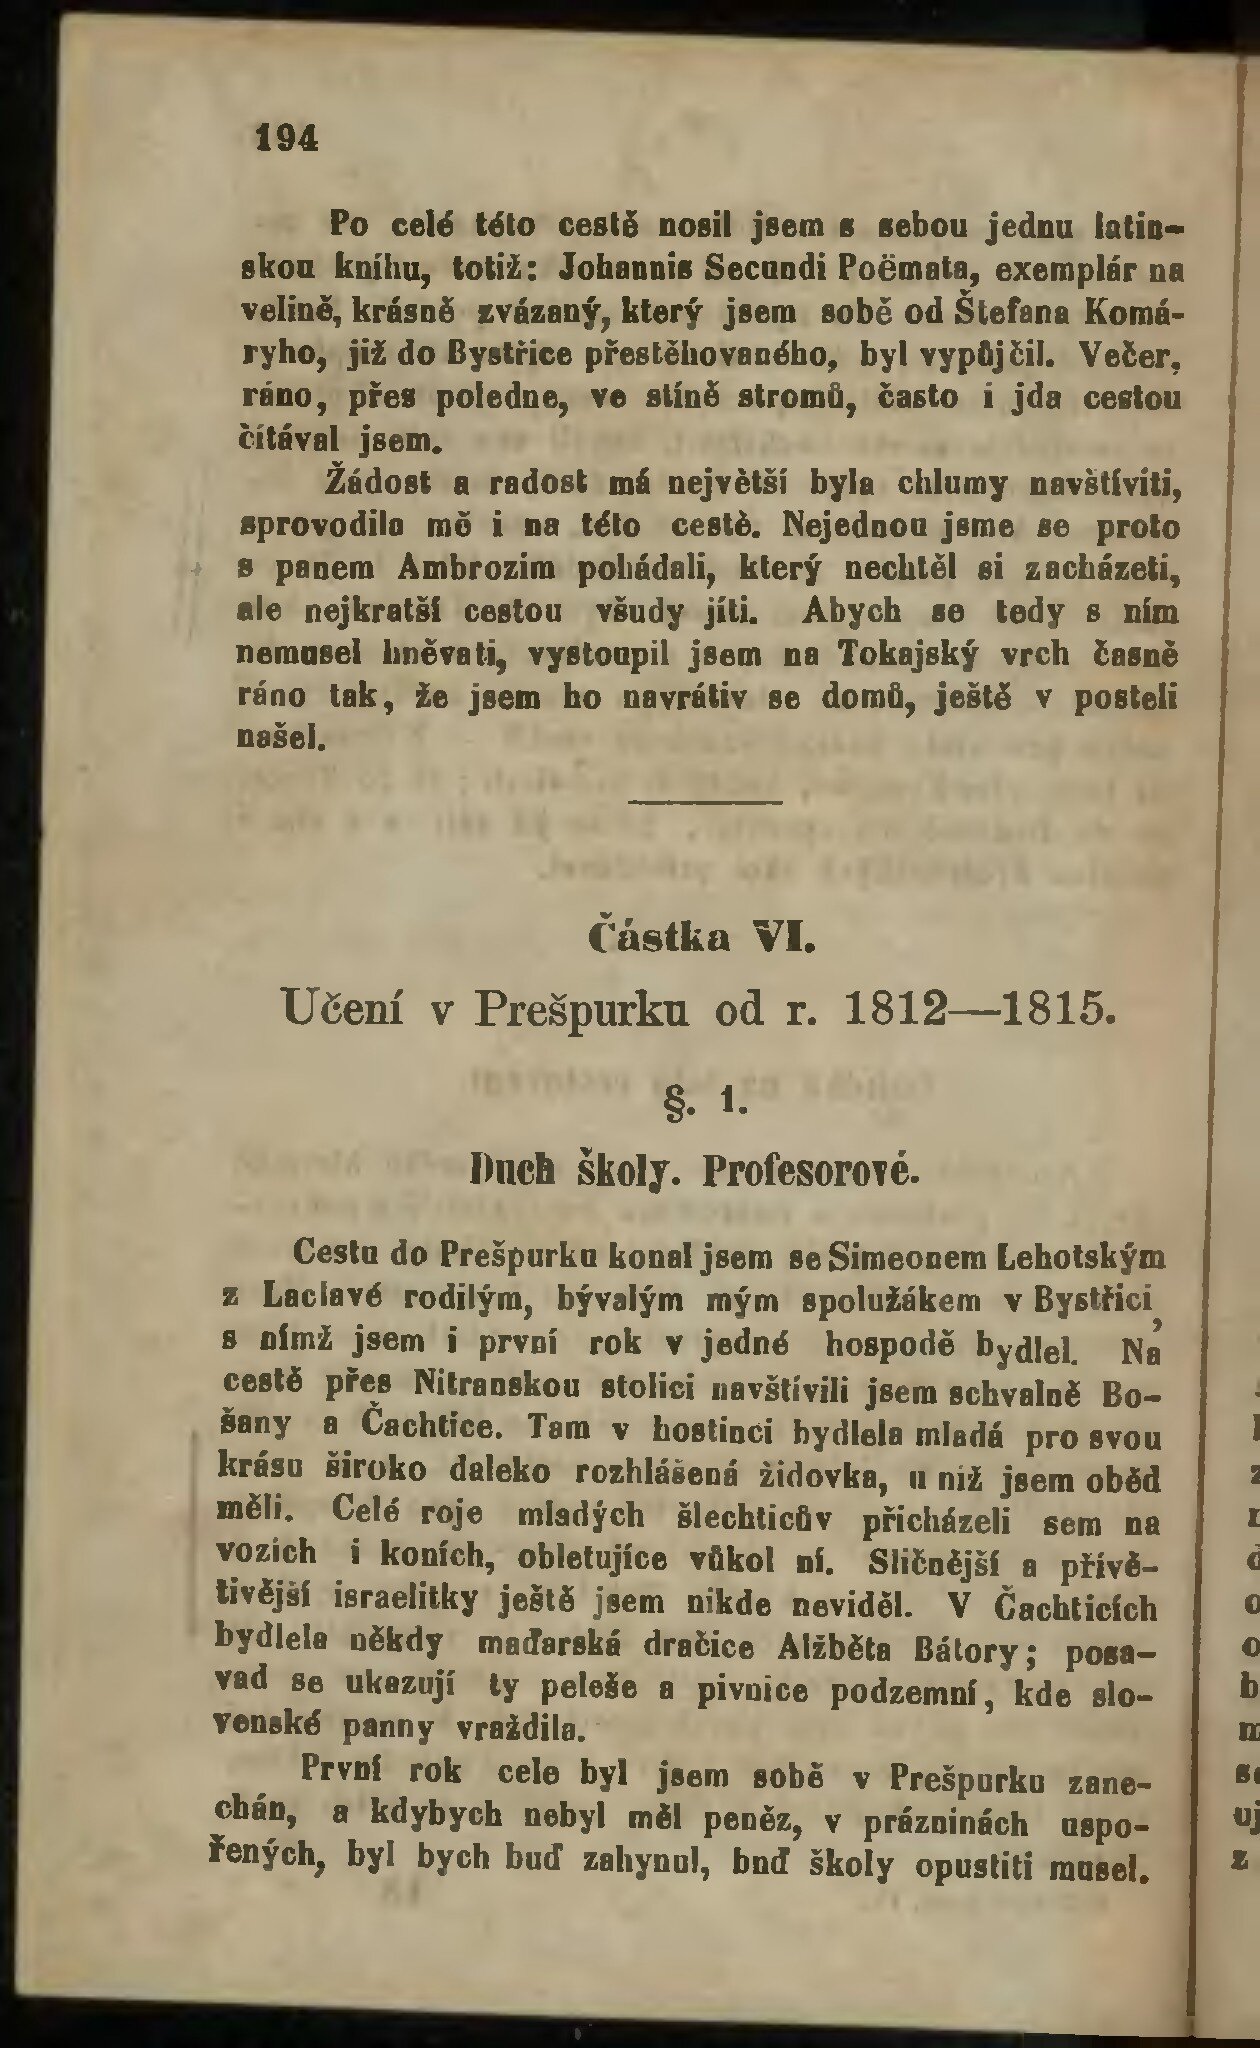 194
Po celé této cestě nosil jsem s sebou jednu latin-
skou knihu, totiž: Johannis Secundi Poëmata, exemplár na
velině, krásně zvázaný, který jsem sobě od Štefana Komá-
ryho, již do Bystřice přestěhovaného, byl vypůjčil. Večer,
ráno, přes poledne, ve stíně stromů, často i jda cestou
čítával jsem.
Žádost a radost má největší byla chlumy navštíviti,
sprovodila mě i na této cestě. Nejednou jsme se proto
s panem Ambrozim pohádali, který nechtěl si zacházeti,
ale nejkratší cestou všudy jíti. Abych se tedy s ním
nemusel hněvati, vystoupil jsem na Tokajský vrch časně
ráno tak, že jsem ho navrátiv se domů, ještě v posteli
našel.
Částka VI.
Učení v Prešpurku od r. 1812—1815.
§. 1.
Duch školy. Profesorové.
Cestu do Prešpurku konal jsem se Simeonem Lehotským
z Laclavé rodilým, bývalým mým spolužákem v Bystřici,
s nímž jsem i první rok v jedné hospodě bydlel. Na
cestě přes Nitranskou stolici navštívili jsem schvalně Bo-
šany a Čachtice. Tam v hostinci bydlela mladá pro svou
krásu široko daleko rozhlášená židovka, u niž jsem oběd
měli. Celé roje mladých šlechticův přicházeli sem na
vozích i koních, obletujíce vůkol ní. Sličnější a přívě-
tivější israelitky ještě jsem nikde neviděl. V Čachticích
bydlela někdy maďarská dračice Alžběta Bátory; posa-
vad se ukazují ty peleše a pivnice podzemní, kde slo-
venské panny vraždila.
První rok cele byl jsem sobě v Prešpurku zane-
chán, a kdybych nebyl měl peněz, v prázninách uspo-
řených, byl bych buď zahynul, buď školy opustiti musel.